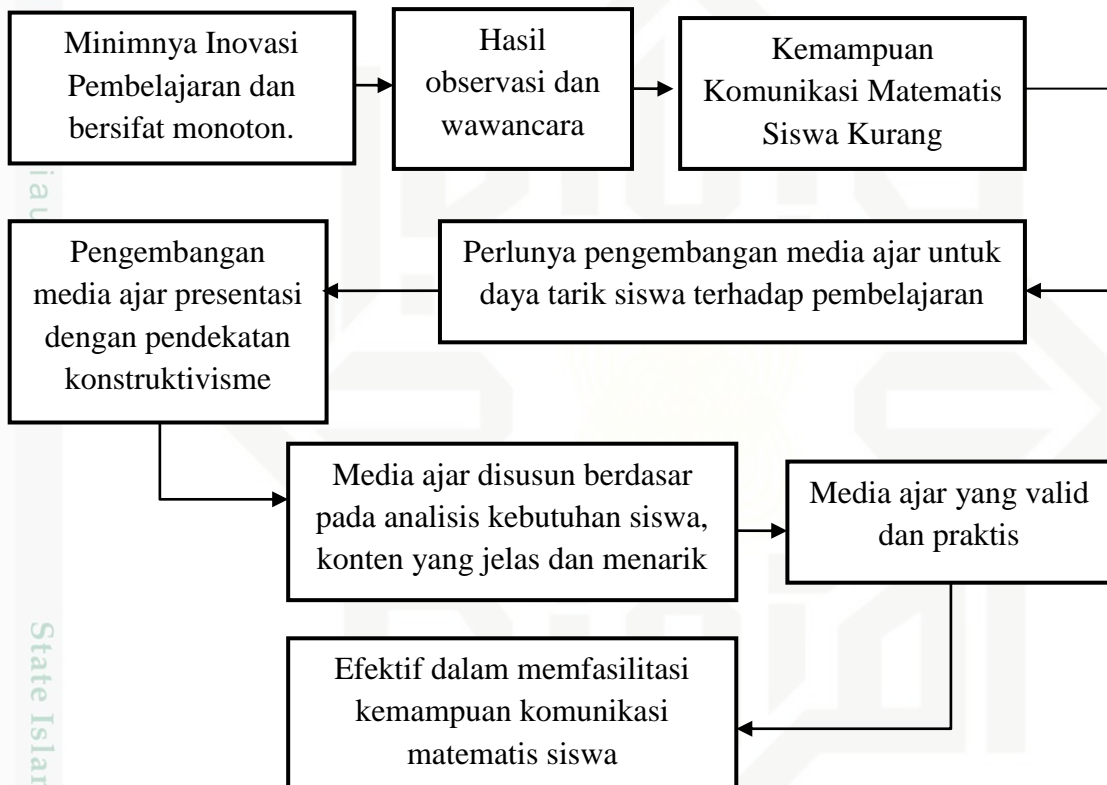 Minimnya Inovasi
Pembelajaran dan
bersifat monoton.
Hasil
observasi dan
wawancara
Kemampuan
Komunikasi Matematis
Siswa Kurang
Perlunya pengembangan media ajar untuk
daya tarik siswa terhadap pembelajaran
Pengembangan
media ajar presentasi
dengan pendekatan
konstruktivisme
Media ajar disusun berdasar
pada analisis kebutuhan siswa,
konten yang jelas dan menarik
Media ajar yang valid
dan praktis
Efektif dalam memfasilitasi
kemampuan komunikasi
matematis siswa
iau
State Islar